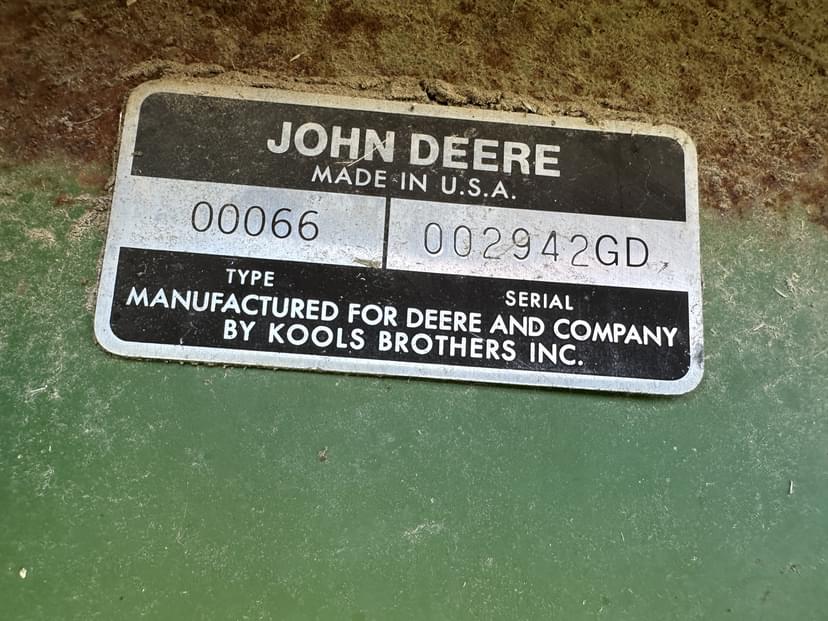 JOHN DEERE
MADE IN U.S.A.
00066 002942GD
TYPE SERIAL
MANUFACTURED FOR DEERE AND COMPANY
BY KOOLS BROTHERS INC.